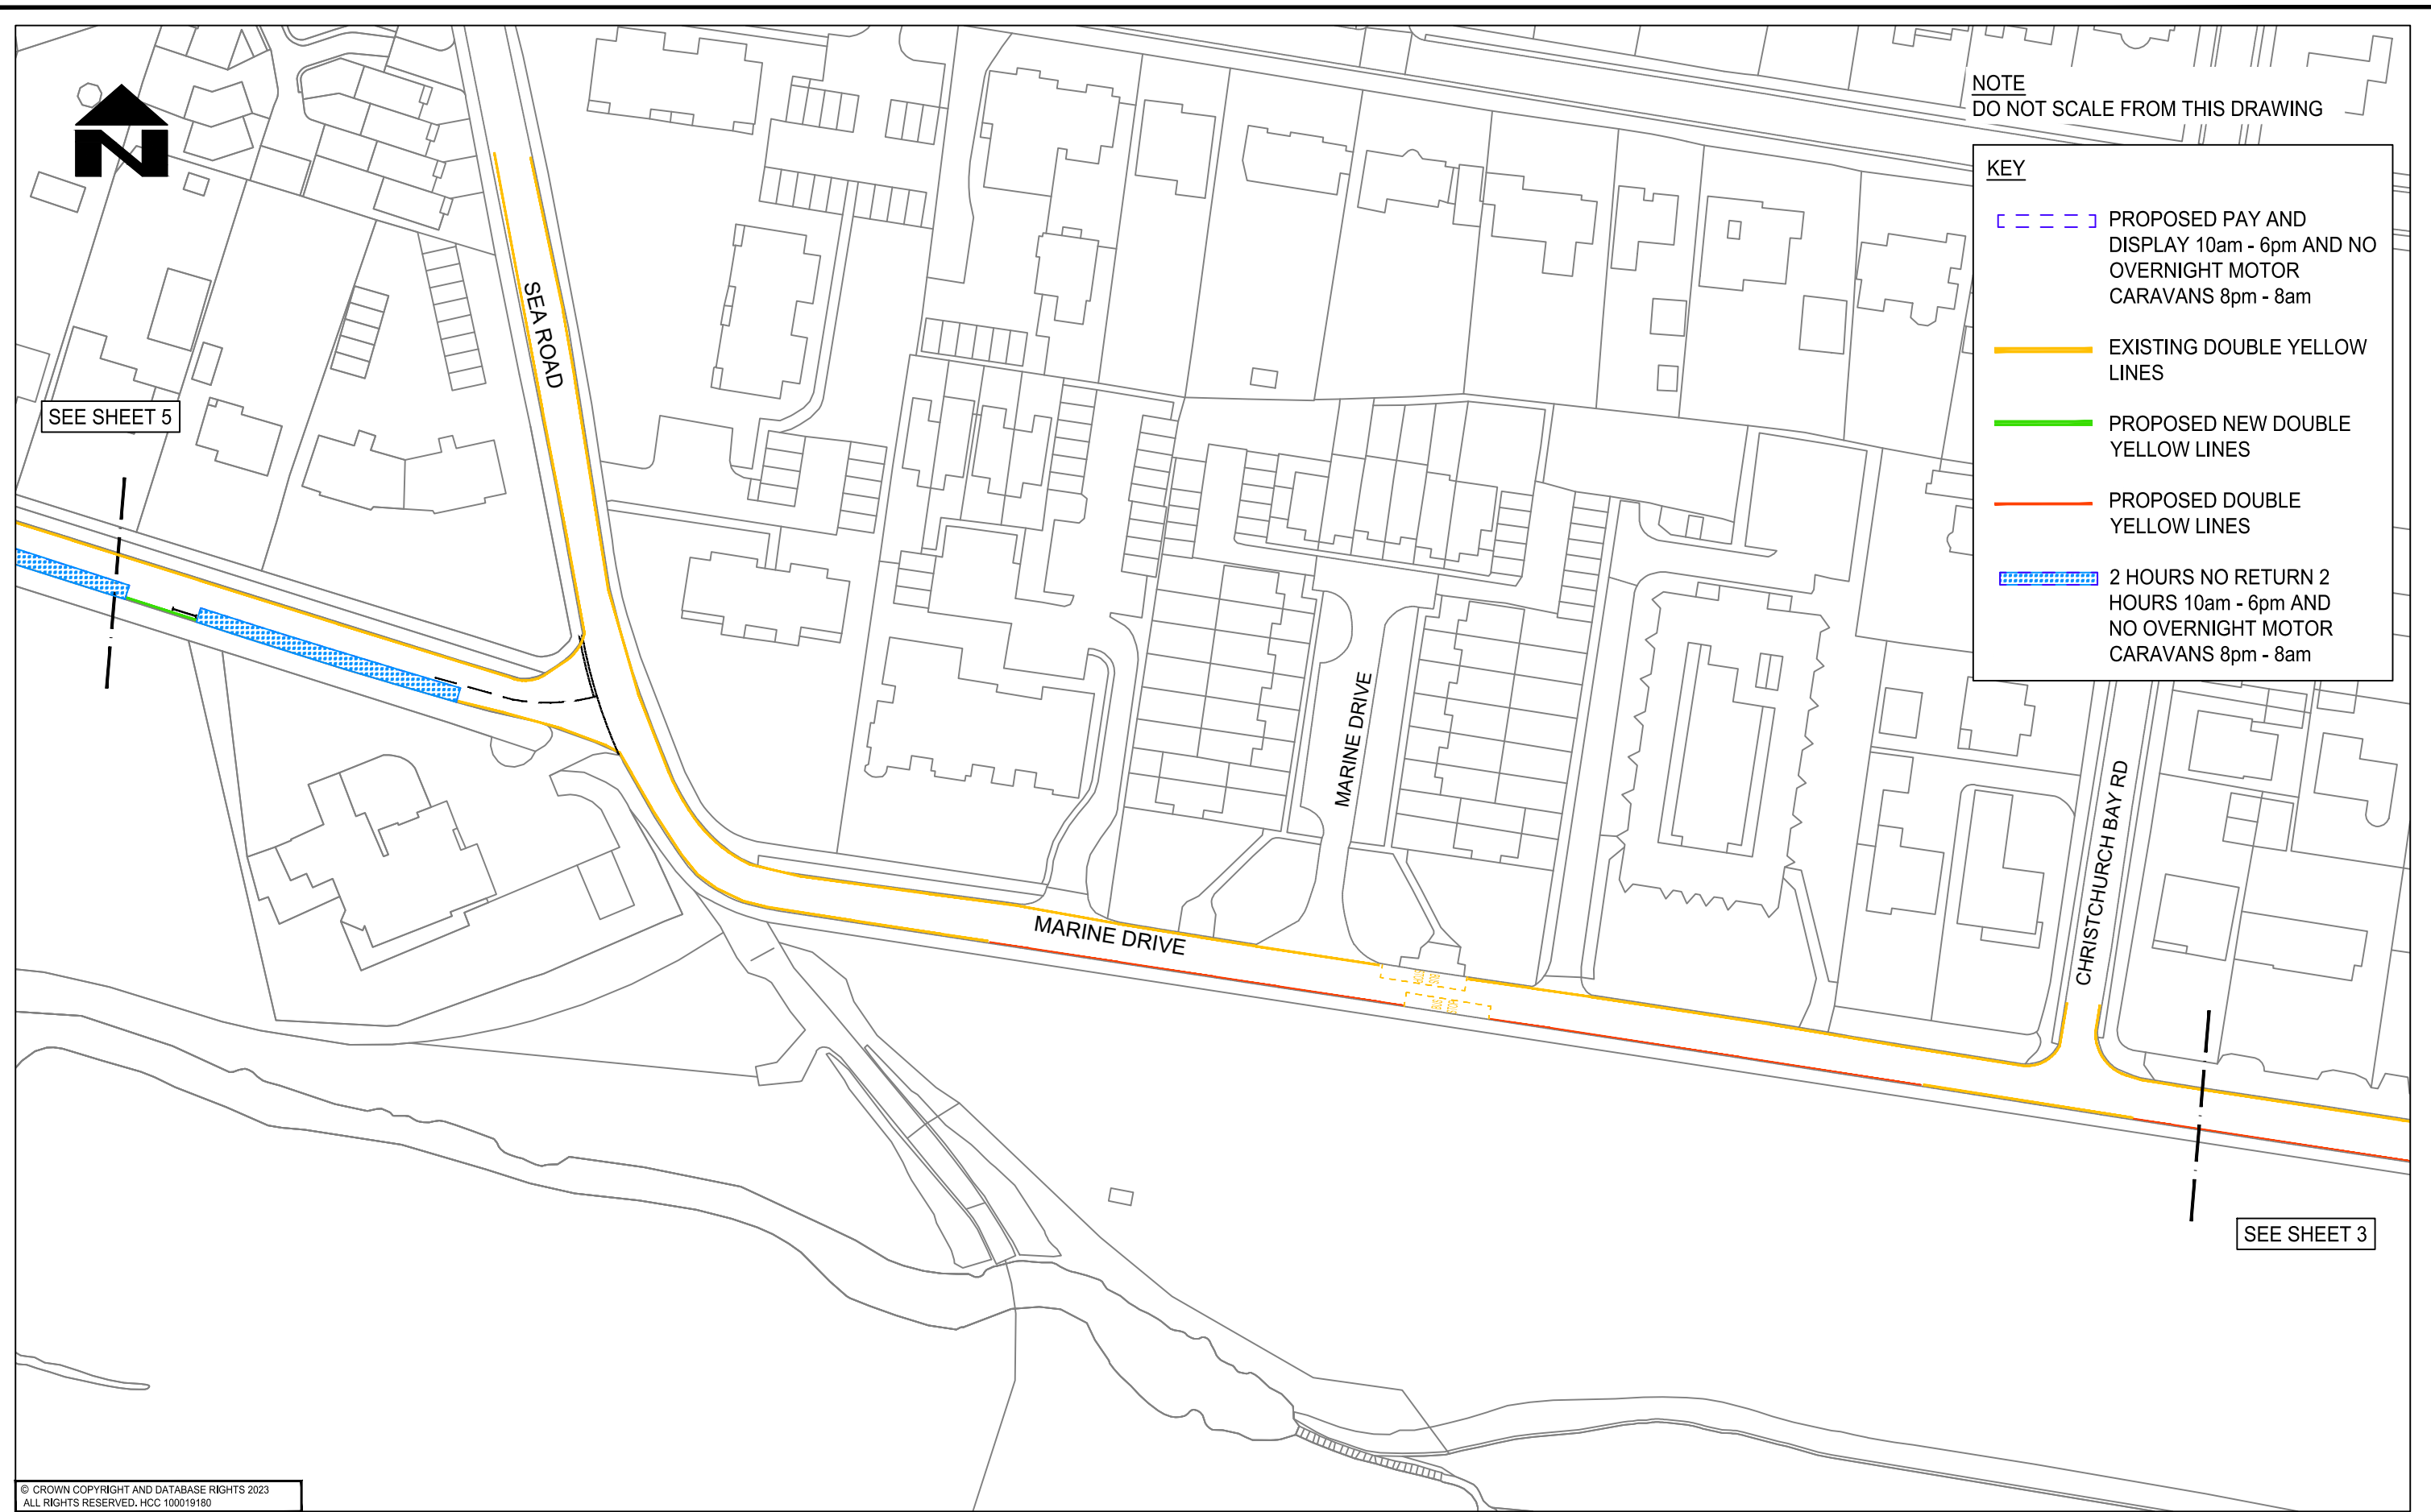 NOTE
DO NOT SCALE FROM THIS DRAWING
KEY
PROPOSED PAY AND
DISPLAY 10am - 6pm AND NO
OVERNIGHT MOTOR
CARAVANS 8pm - 8am
EXISTING DOUBLE YELLOW
LINES
PROPOSED NEW DOUBLE
YELLOW LINES
PROPOSED DOUBLE
YELLOW LINES
2 HOURS NO RETURN 2
HOURS 10am - 6pm AND
NO OVERNIGHT MOTOR
CARAVANS 8pm - 8am
N
SEA ROAD
SEE SHEET 5
MARINE DRIVE
MARINE DRIVE
CHRISTCHURCH BAY RD
SEE SHEET 3
© CROWN COPYRIGHT AND DATABASE RIGHTS 2023
ALL RIGHTS RESERVED. HCC 100019180